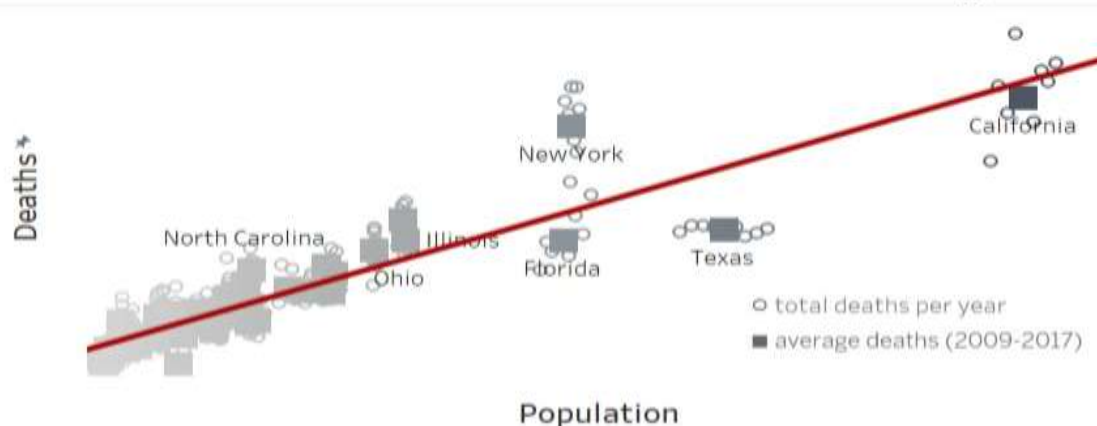 Deaths
New York
California
North Carolina
Illinois
Ohio
Florida
Texas
total deaths per year
average deaths (2009-2017)
Population